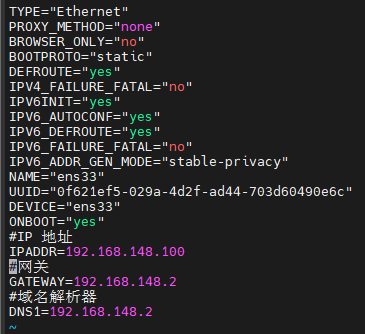 TYPE="Ethernet"
PROXY_METHOD="none"
BROWSER_ONLY="no"
BOOTPROTO="static"
DEFROUTE="yes"
IPV4_FAILURE_FATAL="no"
IPV6INIT="yes"
IPV6_AUTOCONF="yes"
IPV6_DEFROUTE="yes"
IPV6_FAILURE_FATAL="no"
IPV6_ADDR_GEN_MODE="stable-privacy"
NAME="ens33"
UUID="0f621ef5-029a-4d2f-ad44-703d60490e6c"
DEVICE="ens33"
ONBOOT="yes"
#IP 地址
IPADDR=192.168.148.100
#网关
GATEWAY=192.168.148.2
#域名解析器
DNS1=192.168.148.2
~